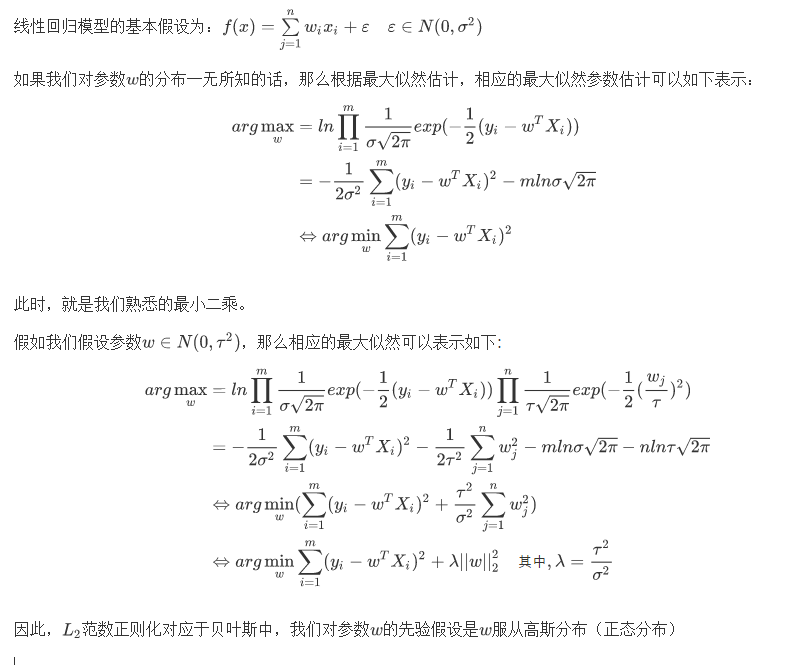 线性回归模型的基本假设为：$f(x) = \sum_{j=1}^{n} w_i x_i + \varepsilon \quad \varepsilon \in N(0, \sigma^2)$
如果我们对参数$w$的分布一无所知的话，那么根据最大似然估计，相应的最大似然参数估计可以如下表示：
$arg\max_{w} = ln\prod_{i=1}^{m} \frac{1}{\sigma\sqrt{2\pi}} exp(-\frac{1}{2}(y_i - w^T X_i))$
$= -\frac{1}{2\sigma^2} \sum_{i=1}^{m} (y_i - w^T X_i)^2 - mln\sigma\sqrt{2\pi}$
$\Leftrightarrow arg\min_{w} \sum_{i=1}^{m} (y_i - w^T X_i)^2$
此时，就是我们熟悉的最小二乘。
假如我们假设参数$w \in N(0, \tau^2)$，那么相应的最大似然可以表示如下:
$arg\max_{w} = ln\prod_{i=1}^{m} \frac{1}{\sigma\sqrt{2\pi}} exp(-\frac{1}{2}(y_i - w^T X_i)) \prod_{j=1}^{n} \frac{1}{\tau\sqrt{2\pi}} exp(-\frac{1}{2}(\frac{w_j}{\tau})^2)$
$= -\frac{1}{2\sigma^2} \sum_{i=1}^{m} (y_i - w^T X_i)^2 - \frac{1}{2\tau^2} \sum_{j=1}^{n} w_j^2 - mln\sigma\sqrt{2\pi} - nln\tau\sqrt{2\pi}$
$\Leftrightarrow arg\min_{w} (\sum_{i=1}^{m} (y_i - w^T X_i)^2 + \frac{\tau^2}{\sigma^2} \sum_{j=1}^{n} w_j^2)$
$\Leftrightarrow arg\min_{w} \sum_{i=1}^{m} (y_i - w^T X_i)^2 + \lambda||w||_2^2 \quad 其中, \lambda = \frac{\tau^2}{\sigma^2}$
因此，$L_2$范数正则化对应于贝叶斯中，我们对参数$w$的先验假设是$w$服从高斯分布（正态分布）